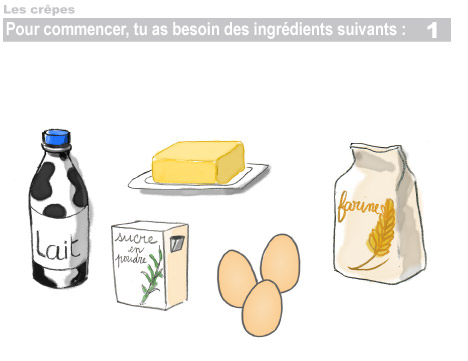 Les crêpes
Pour commencer, tu as besoin des ingrédients suivants : 1
Lait
sucre
en
poudre
farine